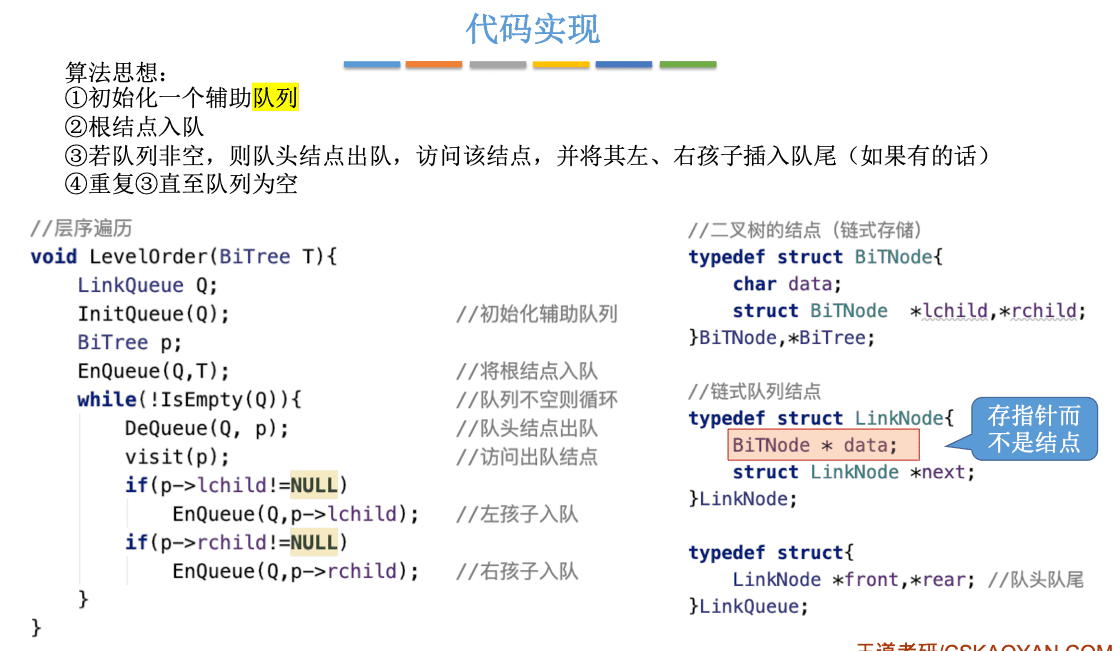 代码实现
算法思想：
①初始化一个辅助队列
②根结点入队
③若队列非空，则队头结点出队，访问该结点，并将其左、右孩子插入队尾（如果有的话）
④重复③直至队列为空
//层序遍历
void LevelOrder(BiTree T){
LinkQueue Q;
InitQueue(Q); //初始化辅助队列
BiTree p;
EnQueue(Q,T); //将根结点入队
while(!IsEmpty(Q)){ //队列不空则循环
DeQueue(Q, p); //队头结点出队
visit(p); //访问出队结点
if(p->lchild!=NULL)
EnQueue(Q,p->lchild); //左孩子入队
if(p->rchild!=NULL)
EnQueue(Q,p->rchild); //右孩子入队
}
}
//二叉树的结点（链式存储）
typedef struct BiTNode{
char data;
struct BiTNode *lchild,*rchild;
}BiTNode,*BiTree;
//链式队列结点
typedef struct LinkNode{
BiTNode * data;
struct LinkNode *next;
}LinkNode;
存指针而
不是结点
typedef struct{
LinkNode *front,*rear; //队头队尾
}LinkQueue;
王道考研/CSKAOYAN.COM